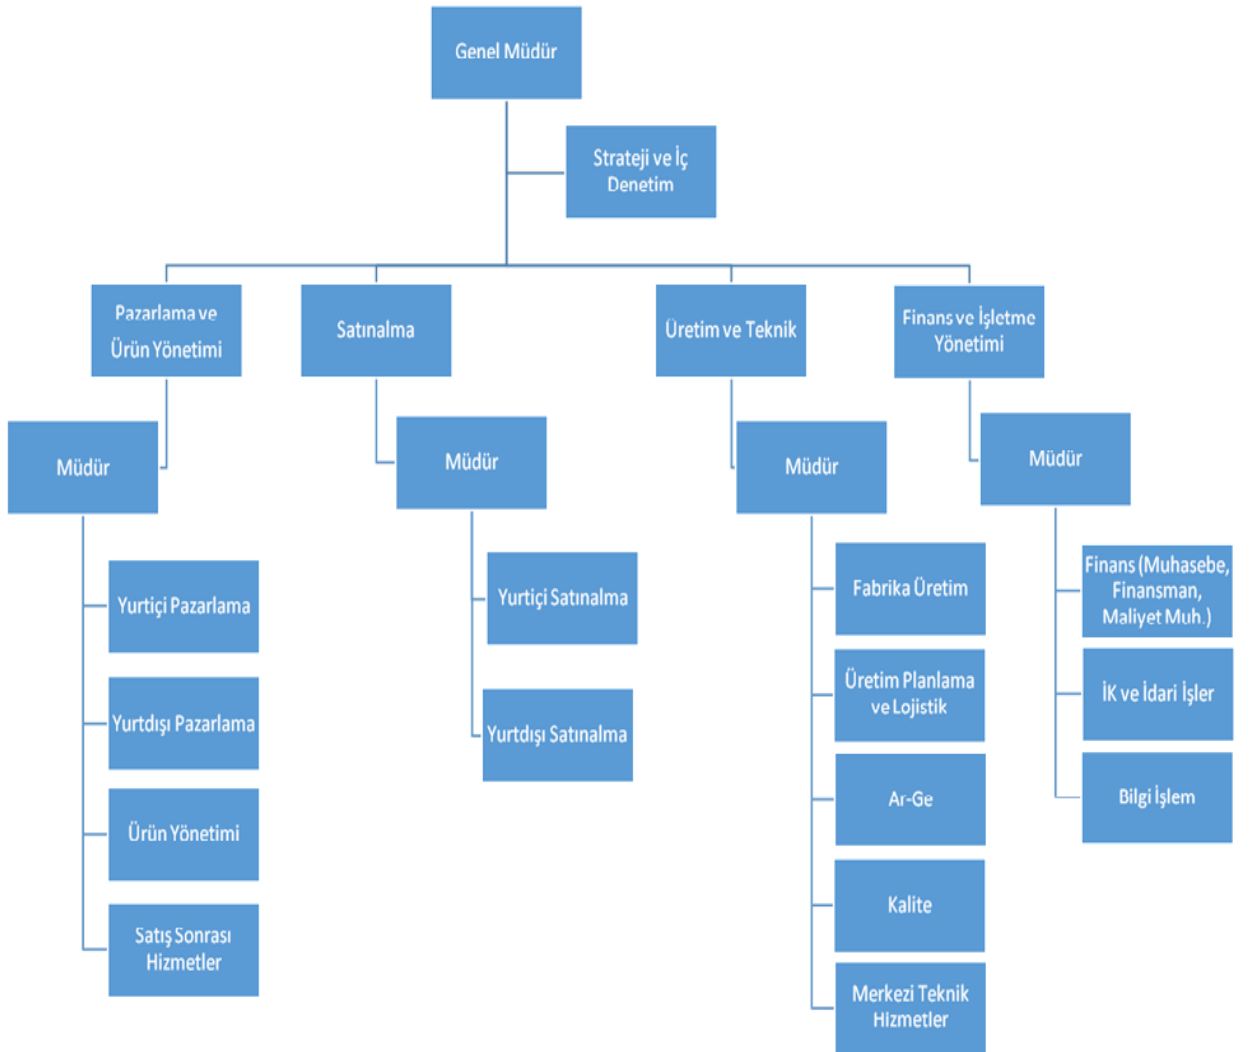 Genel Müdür
Strateji ve İç
Denetim
Pazarlama ve
Ürün Yönetimi
Satınalma
Üretim ve Teknik
Finans ve İşletme
Yönetimi
Müdür
Müdür
Müdür
Müdür
Yurtiçi Pazarlama
Yurtdışı Pazarlama
Ürün Yönetimi
Satış Sonrası
Hizmetler
Yurtiçi Satınalma
Yurtdışı Satınalma
Fabrika Üretim
Üretim Planlama
ve Lojistik
Ar-Ge
Kalite
Merkezi Teknik
Hizmetler
Finans (Muhasebe,
Finansman,
Maliyet Muh.)
İK ve İdari İşler
Bilgi İşlem